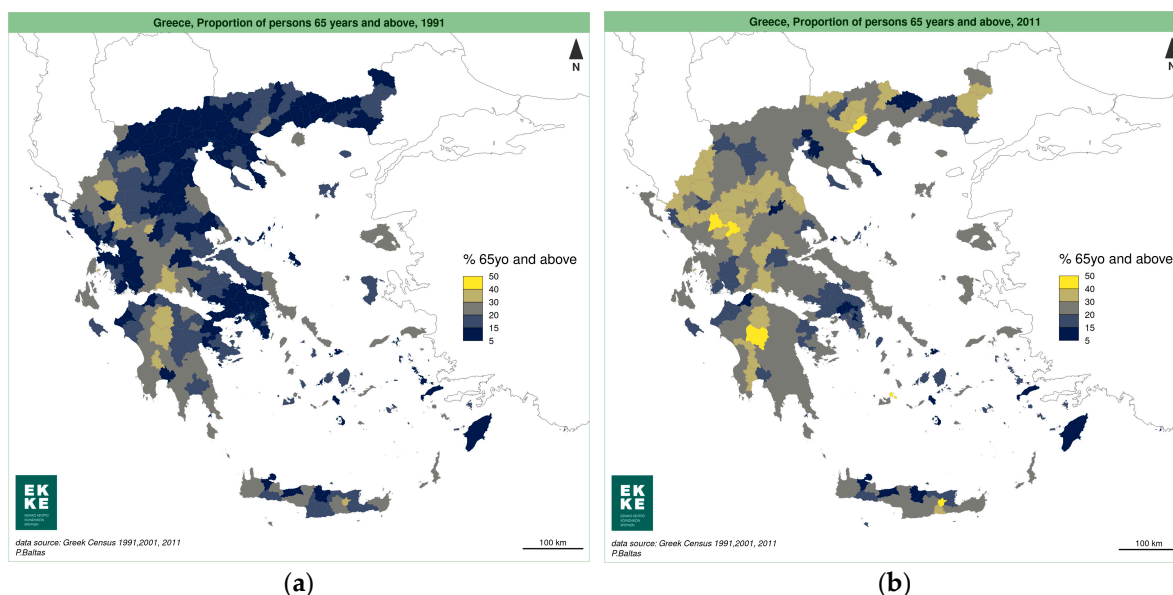 Greece, Proportion of persons 65 years and above, 1991
N
% 65yo and above
50
40
30
20
15
5
EK
KE
data source: Greek Census 1991,2001, 2011
P.Baltas
100 km
(a)
Greece, Proportion of persons 65 years and above, 2011
N
% 65yo and above
50
40
30
20
15
5
EK
KE
data source: Greek Census 1991,2001, 2011
P.Baltas
100 km
(b)